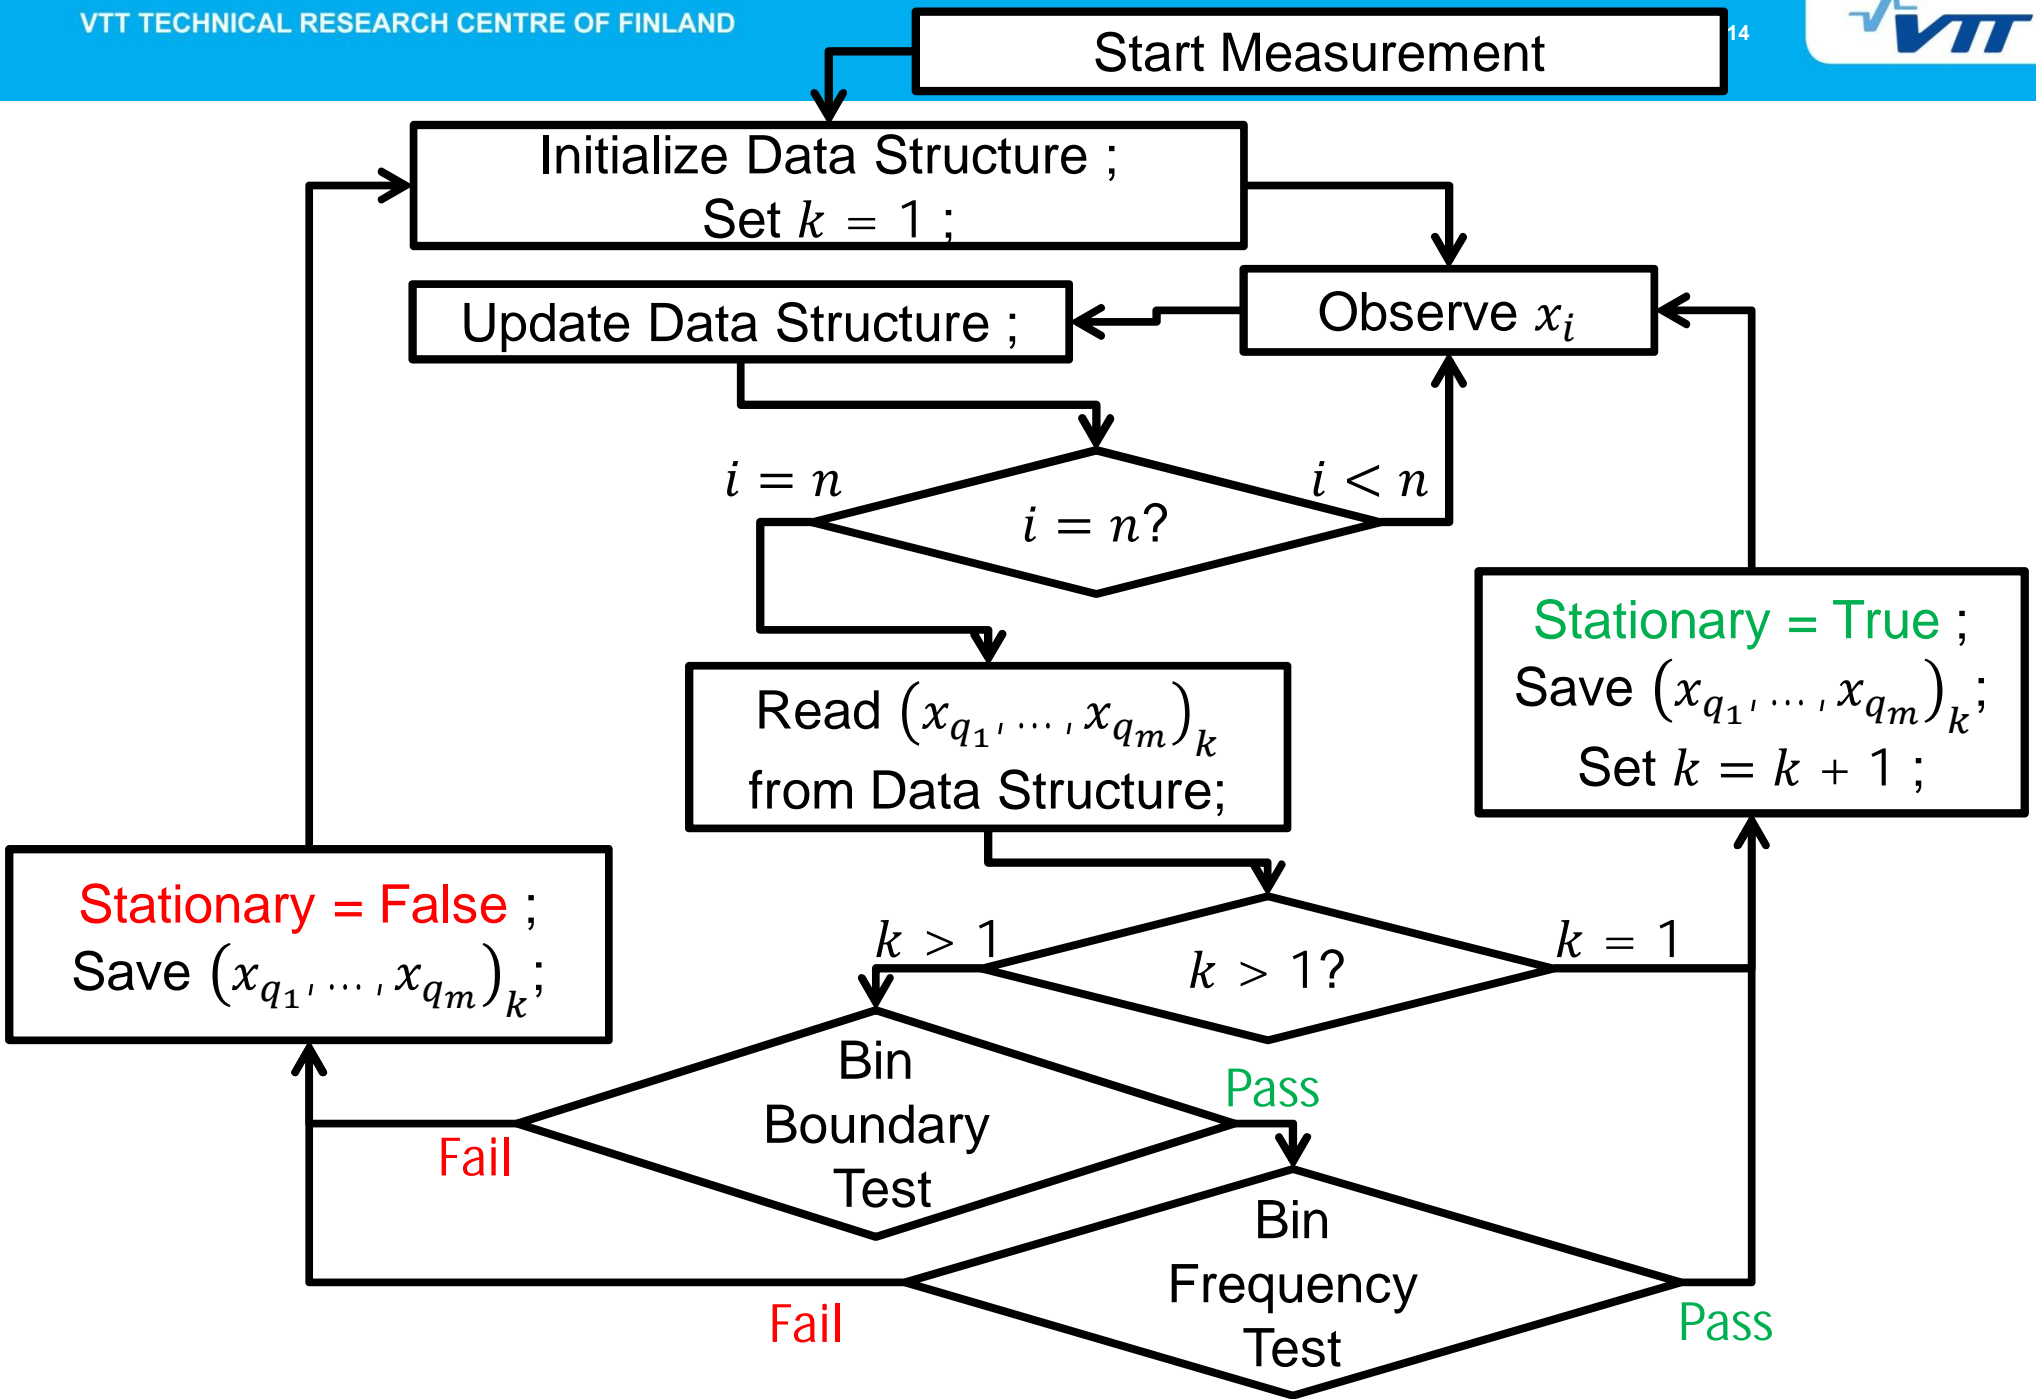 VTT TECHNICAL RESEARCH CENTRE OF FINLAND
14
VTT
Start Measurement
Initialize Data Structure ;
Set k = 1 ;
Update Data Structure ;
Observe x_i
i = n
i < n
i = n?
Stationary = True ;
Save (x_{q_1}, … , x_{q_m})_k;
Set k = k + 1 ;
Read (x_{q_1}, … , x_{q_m})_k
from Data Structure;
Stationary = False ;
Save (x_{q_1}, … , x_{q_m})_k;
k > 1
k > 1?
k = 1
Bin
Boundary
Test
Pass
Fail
Bin
Frequency
Test
Fail
Pass